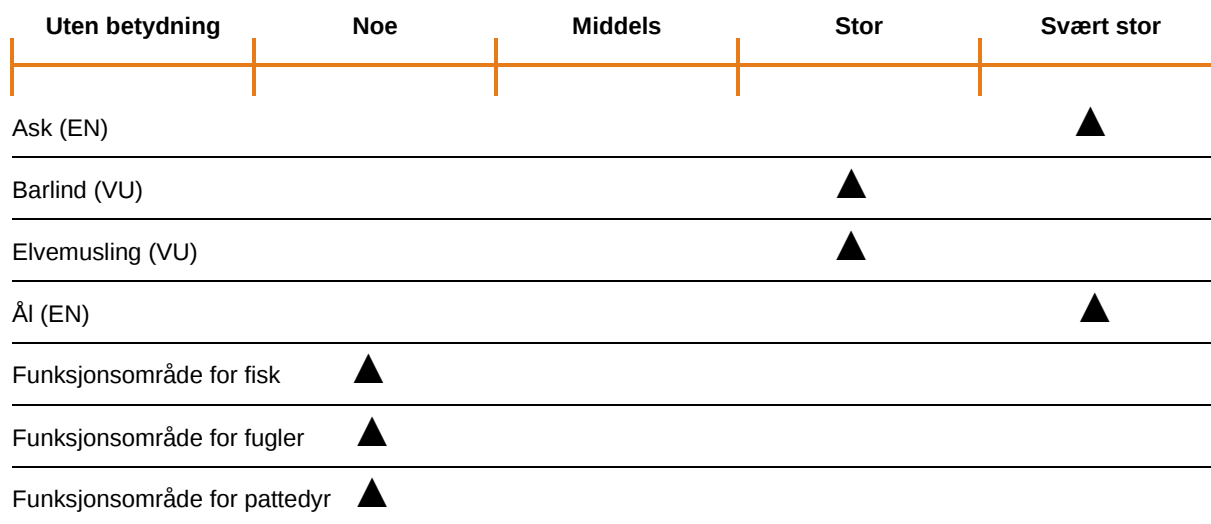 Uten betydning Noe Middels Stor Svært stor
Ask (EN)
Barlind (VU)
Elvemusling (VU)
Ål (EN)
Funksjonsområde for fisk
Funksjonsområde for fugler
Funksjonsområde for pattedyr